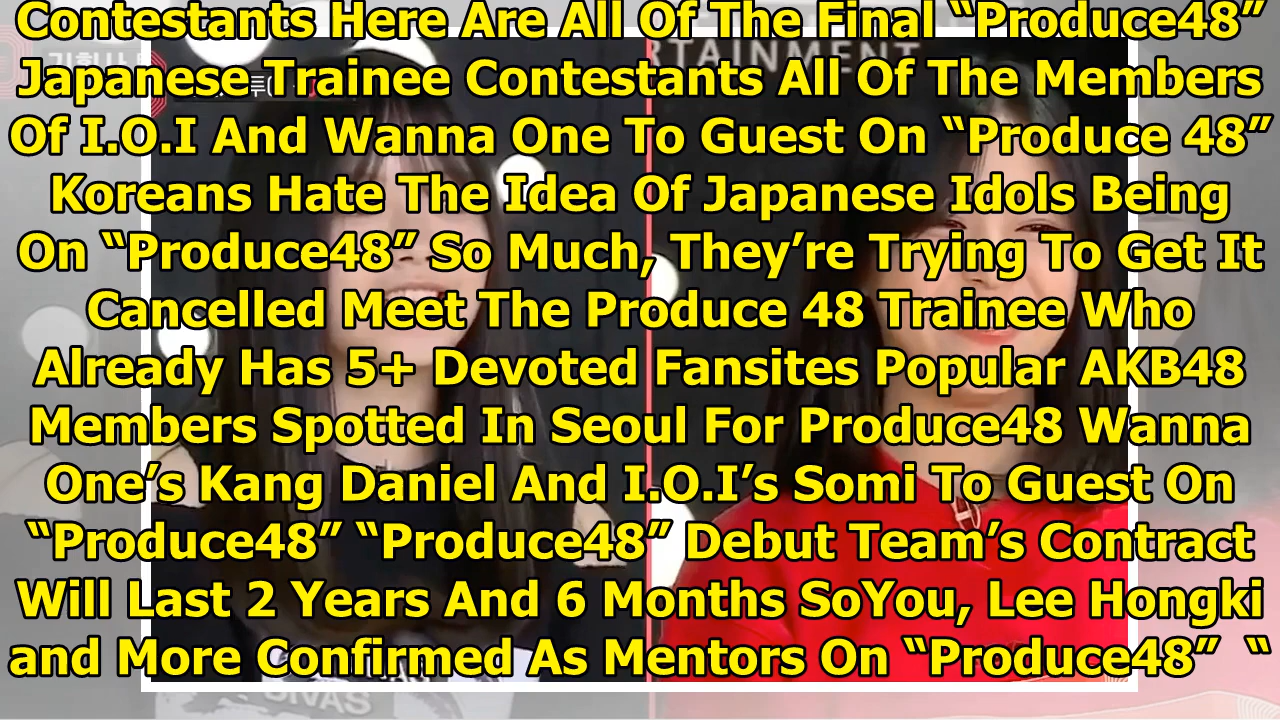 Contestants Here Are All Of The Final “Produce48”
Japanese Trainee Contestants All Of The Members
Of I.O.I And Wanna One To Guest On “Produce 48”
Koreans Hate The Idea Of Japanese Idols Being
On “Produce48” So Much, They’re Trying To Get It
Cancelled Meet The Produce 48 Trainee Who
Already Has 5+ Devoted Fansites Popular AKB48
Members Spotted In Seoul For Produce48 Wanna
One’s Kang Daniel And I.O.I’s Somi To Guest On
“Produce48” “Produce48” Debut Team’s Contract
Will Last 2 Years And 6 Months SoYou, Lee Hongki
and More Confirmed As Mentors On “Produce48”  “
RTAINMENT